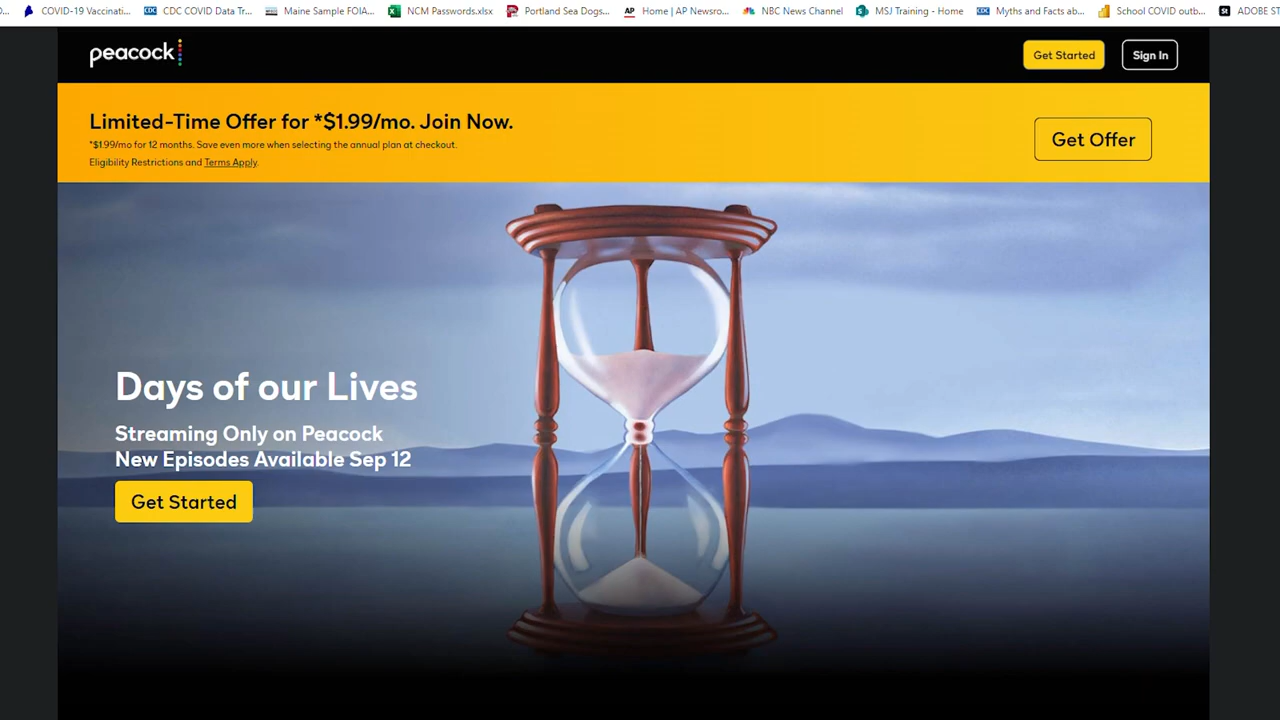 COVID-19 Vaccinati...
CDC COVID Data Tr...
Maine Sample FOIA...
NCM Passwords.xlsx
Portland Sea Dogs...
Home | AP Newsro...
NBC News Channel
MSJ Training - Home
Myths and Facts ab...
School COVID outb...
ADOBE ST
peacock
Get Started
Sign In
Limited-Time Offer for *$1.99/mo. Join Now.
*$1.99/mo for 12 months. Save even more when selecting the annual plan at checkout.
Eligibility Restrictions and Terms Apply.
Get Offer
Days of our Lives
Streaming Only on Peacock
New Episodes Available Sep 12
Get Started